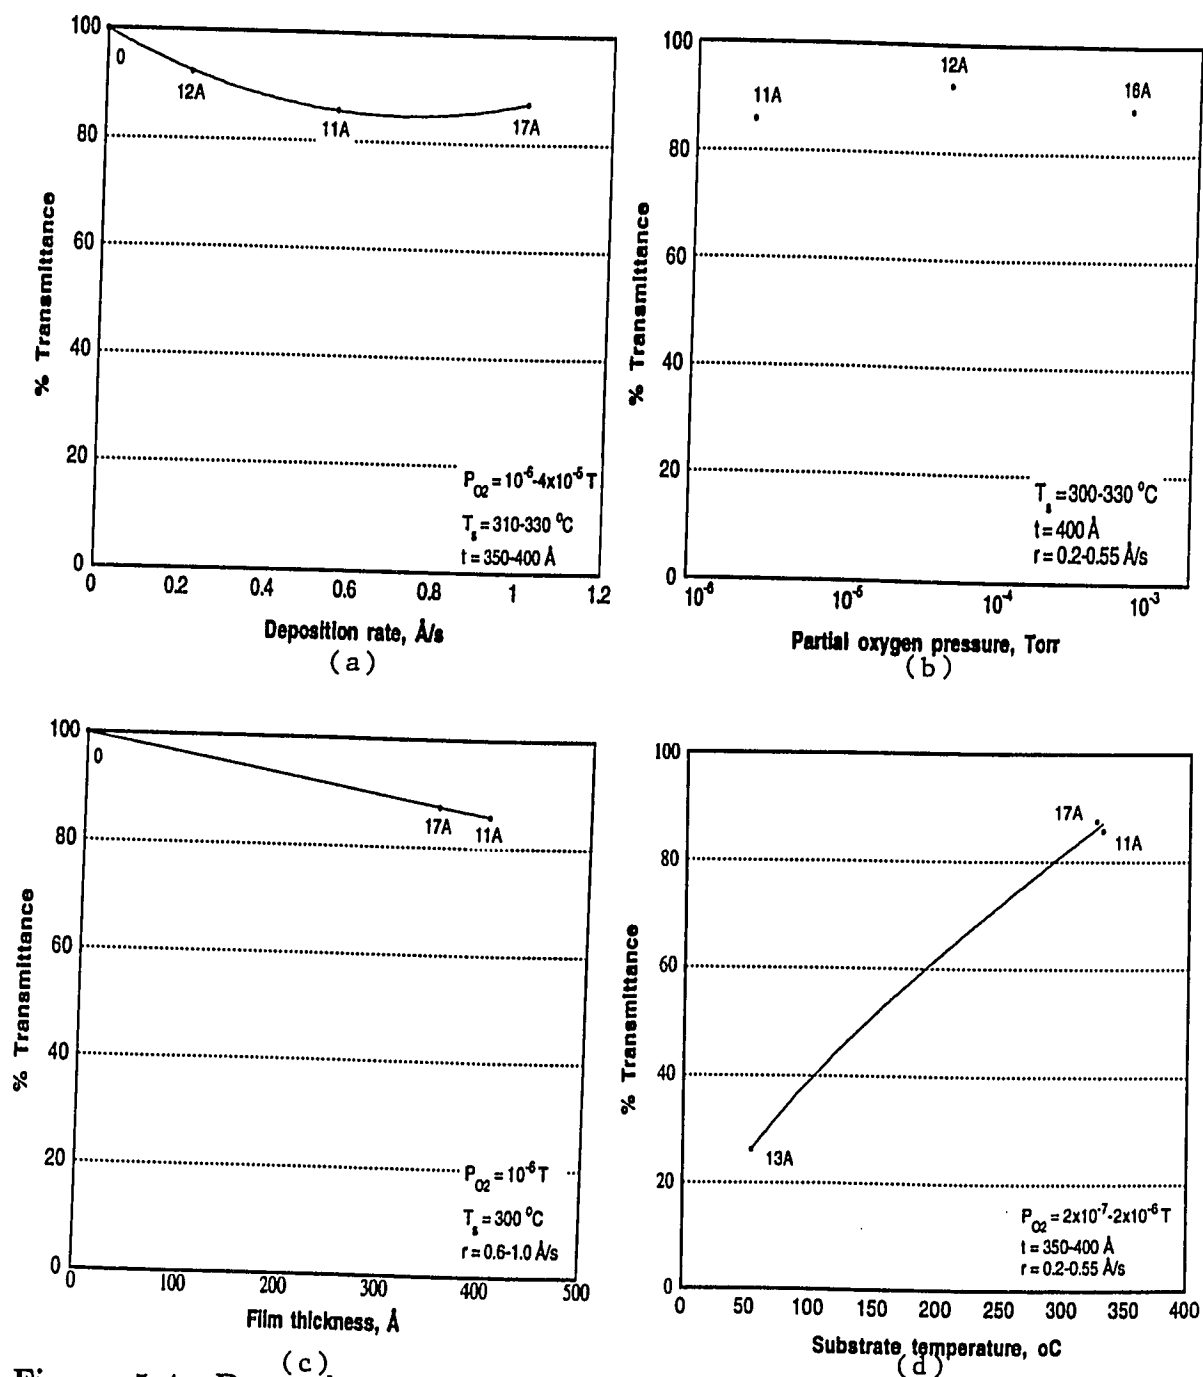 100
80
60
40
20
0
% Transmittance
0
12A
11A
17A
P_O2 = 10^-6-4x10^-5 T
T_s = 310-330 °C
t = 350-400 Å
0 0.2 0.4 0.6 0.8 1 1.2
Deposition rate, Å/s
(a)
100
80
60
40
20
0
% Transmittance
11A
12A
16A
T_s = 300-330 °C
t = 400 Å
r = 0.2-0.55 Å/s
10^-6 10^-5 10^-4 10^-3
Partial oxygen pressure, Torr
(b)
100
80
60
40
20
0
% Transmittance
0
17A
11A
P_O2 = 10^-6 T
T_s = 300 °C
r = 0.6-1.0 Å/s
0 100 200 300 400 500
Film thickness, Å
(c)
100
80
60
40
20
0
% Transmittance
17A
11A
13A
P_O2 = 2x10^-7-2x10^-6 T
t = 350-400 Å
r = 0.2-0.55 Å/s
0 50 100 150 200 250 300 350 400
Substrate temperature, oC
(d)